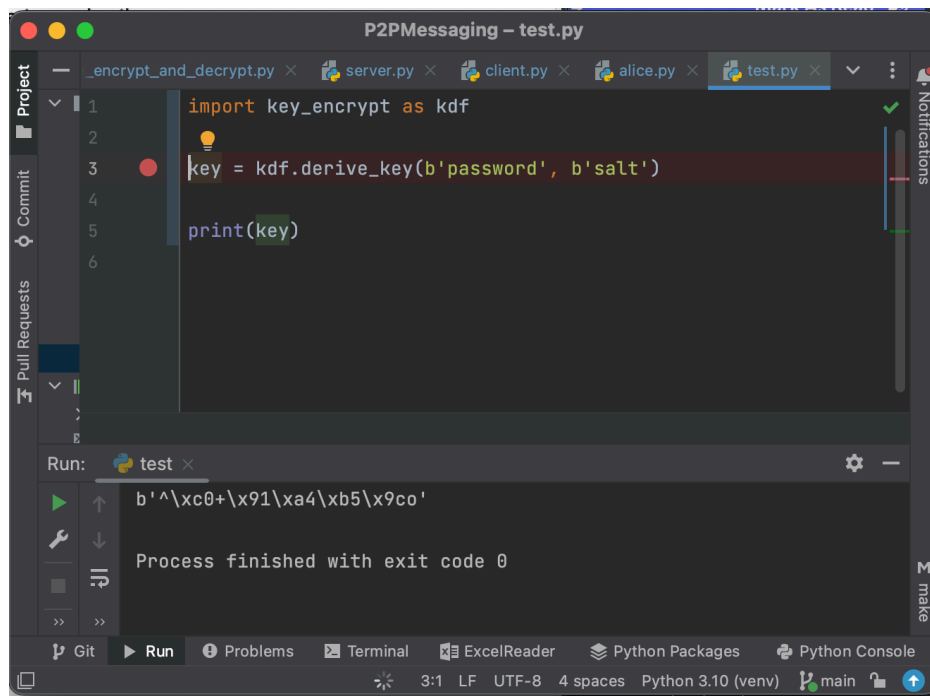 P2PMessaging – test.py
_encrypt_and_decrypt.py
server.py
client.py
alice.py
test.py
Project
Commit
Pull Requests
Notifications
make
1 import key_encrypt as kdf
2
3 key = kdf.derive_key(b'password', b'salt')
4
5 print(key)
6
Run: test
b'^\xc0+\x91\xa4\xb5\x9co'
Process finished with exit code 0
Git
Run
Problems
Terminal
ExcelReader
Python Packages
Python Console
3:1 LF UTF-8 4 spaces Python 3.10 (venv) main